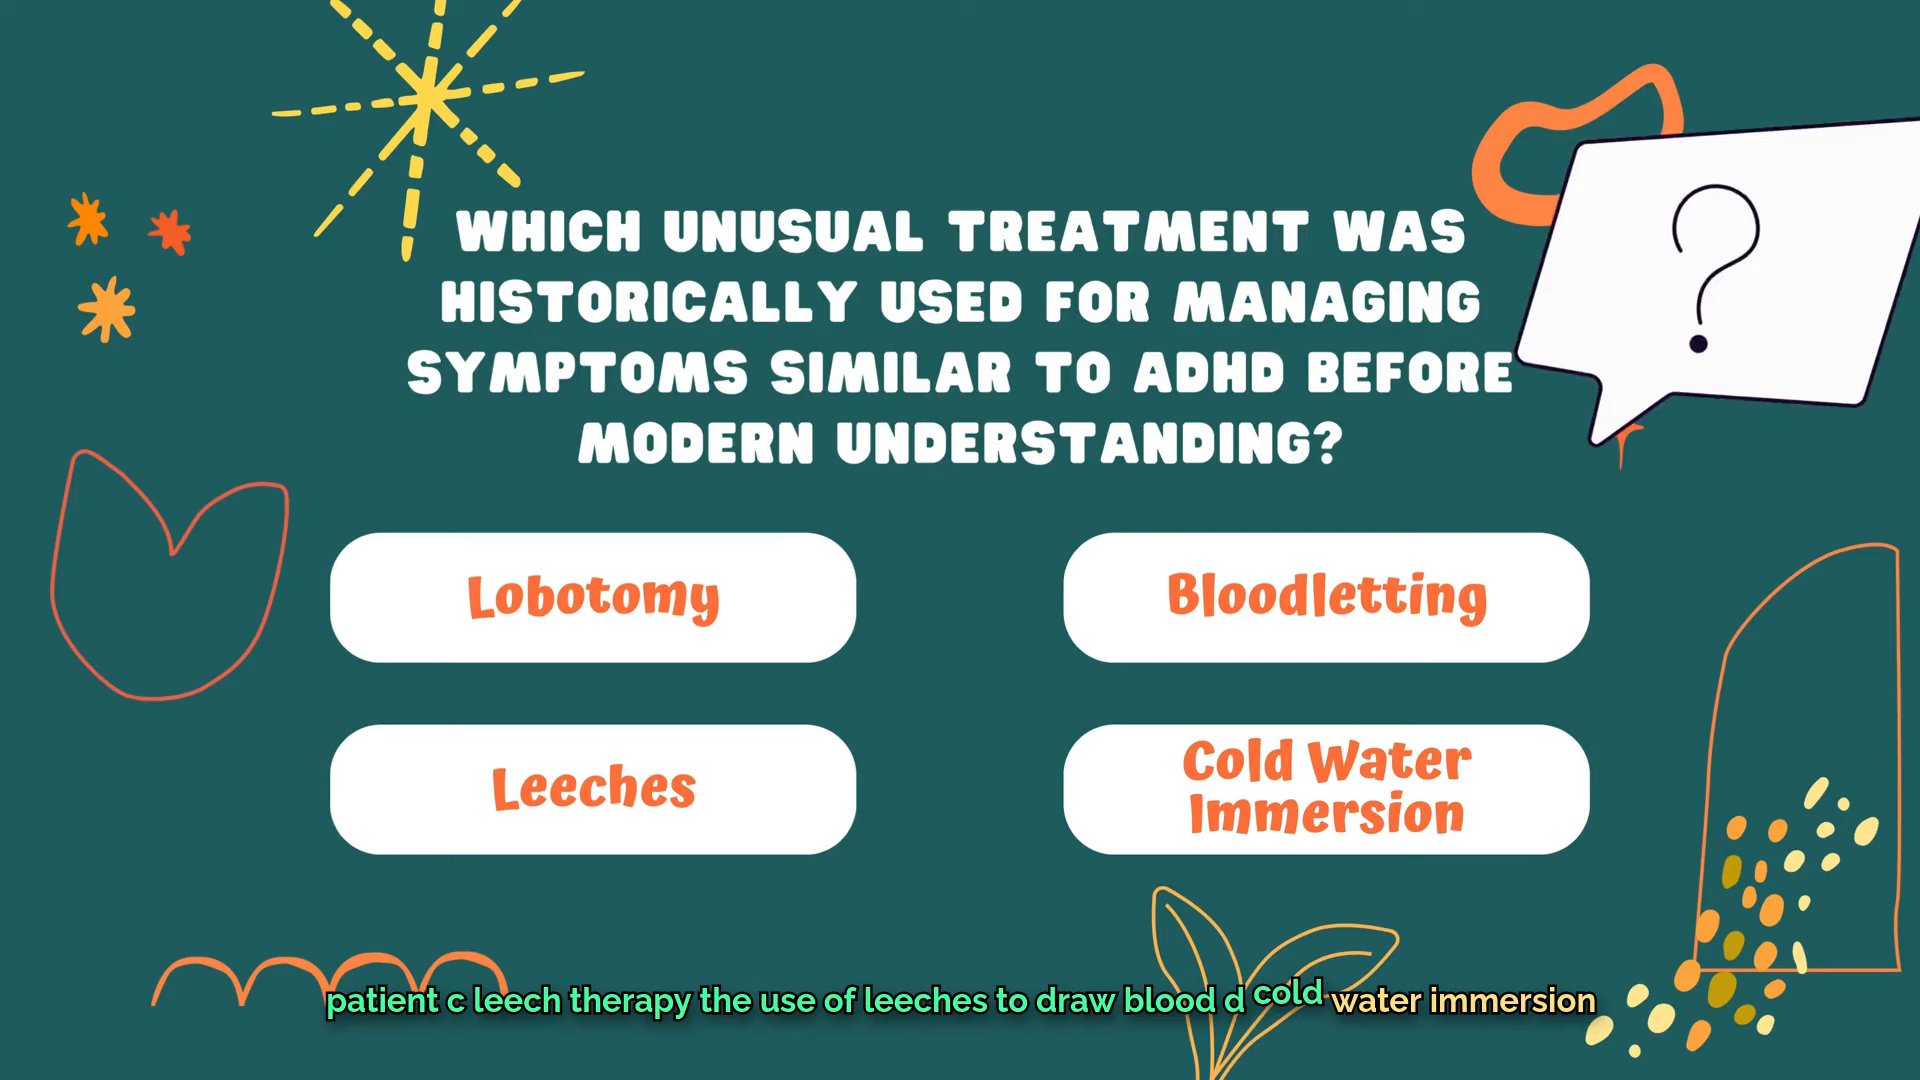 WHICH UNUSUAL TREATMENT WAS
HISTORICALLY USED FOR MANAGING
SYMPTOMS SIMILAR TO ADHD BEFORE
MODERN UNDERSTANDING?
Lobotomy
Bloodletting
Leeches
Cold Water
Immersion
?
patient c leech therapy the use of leeches to draw blood d cold water immersion